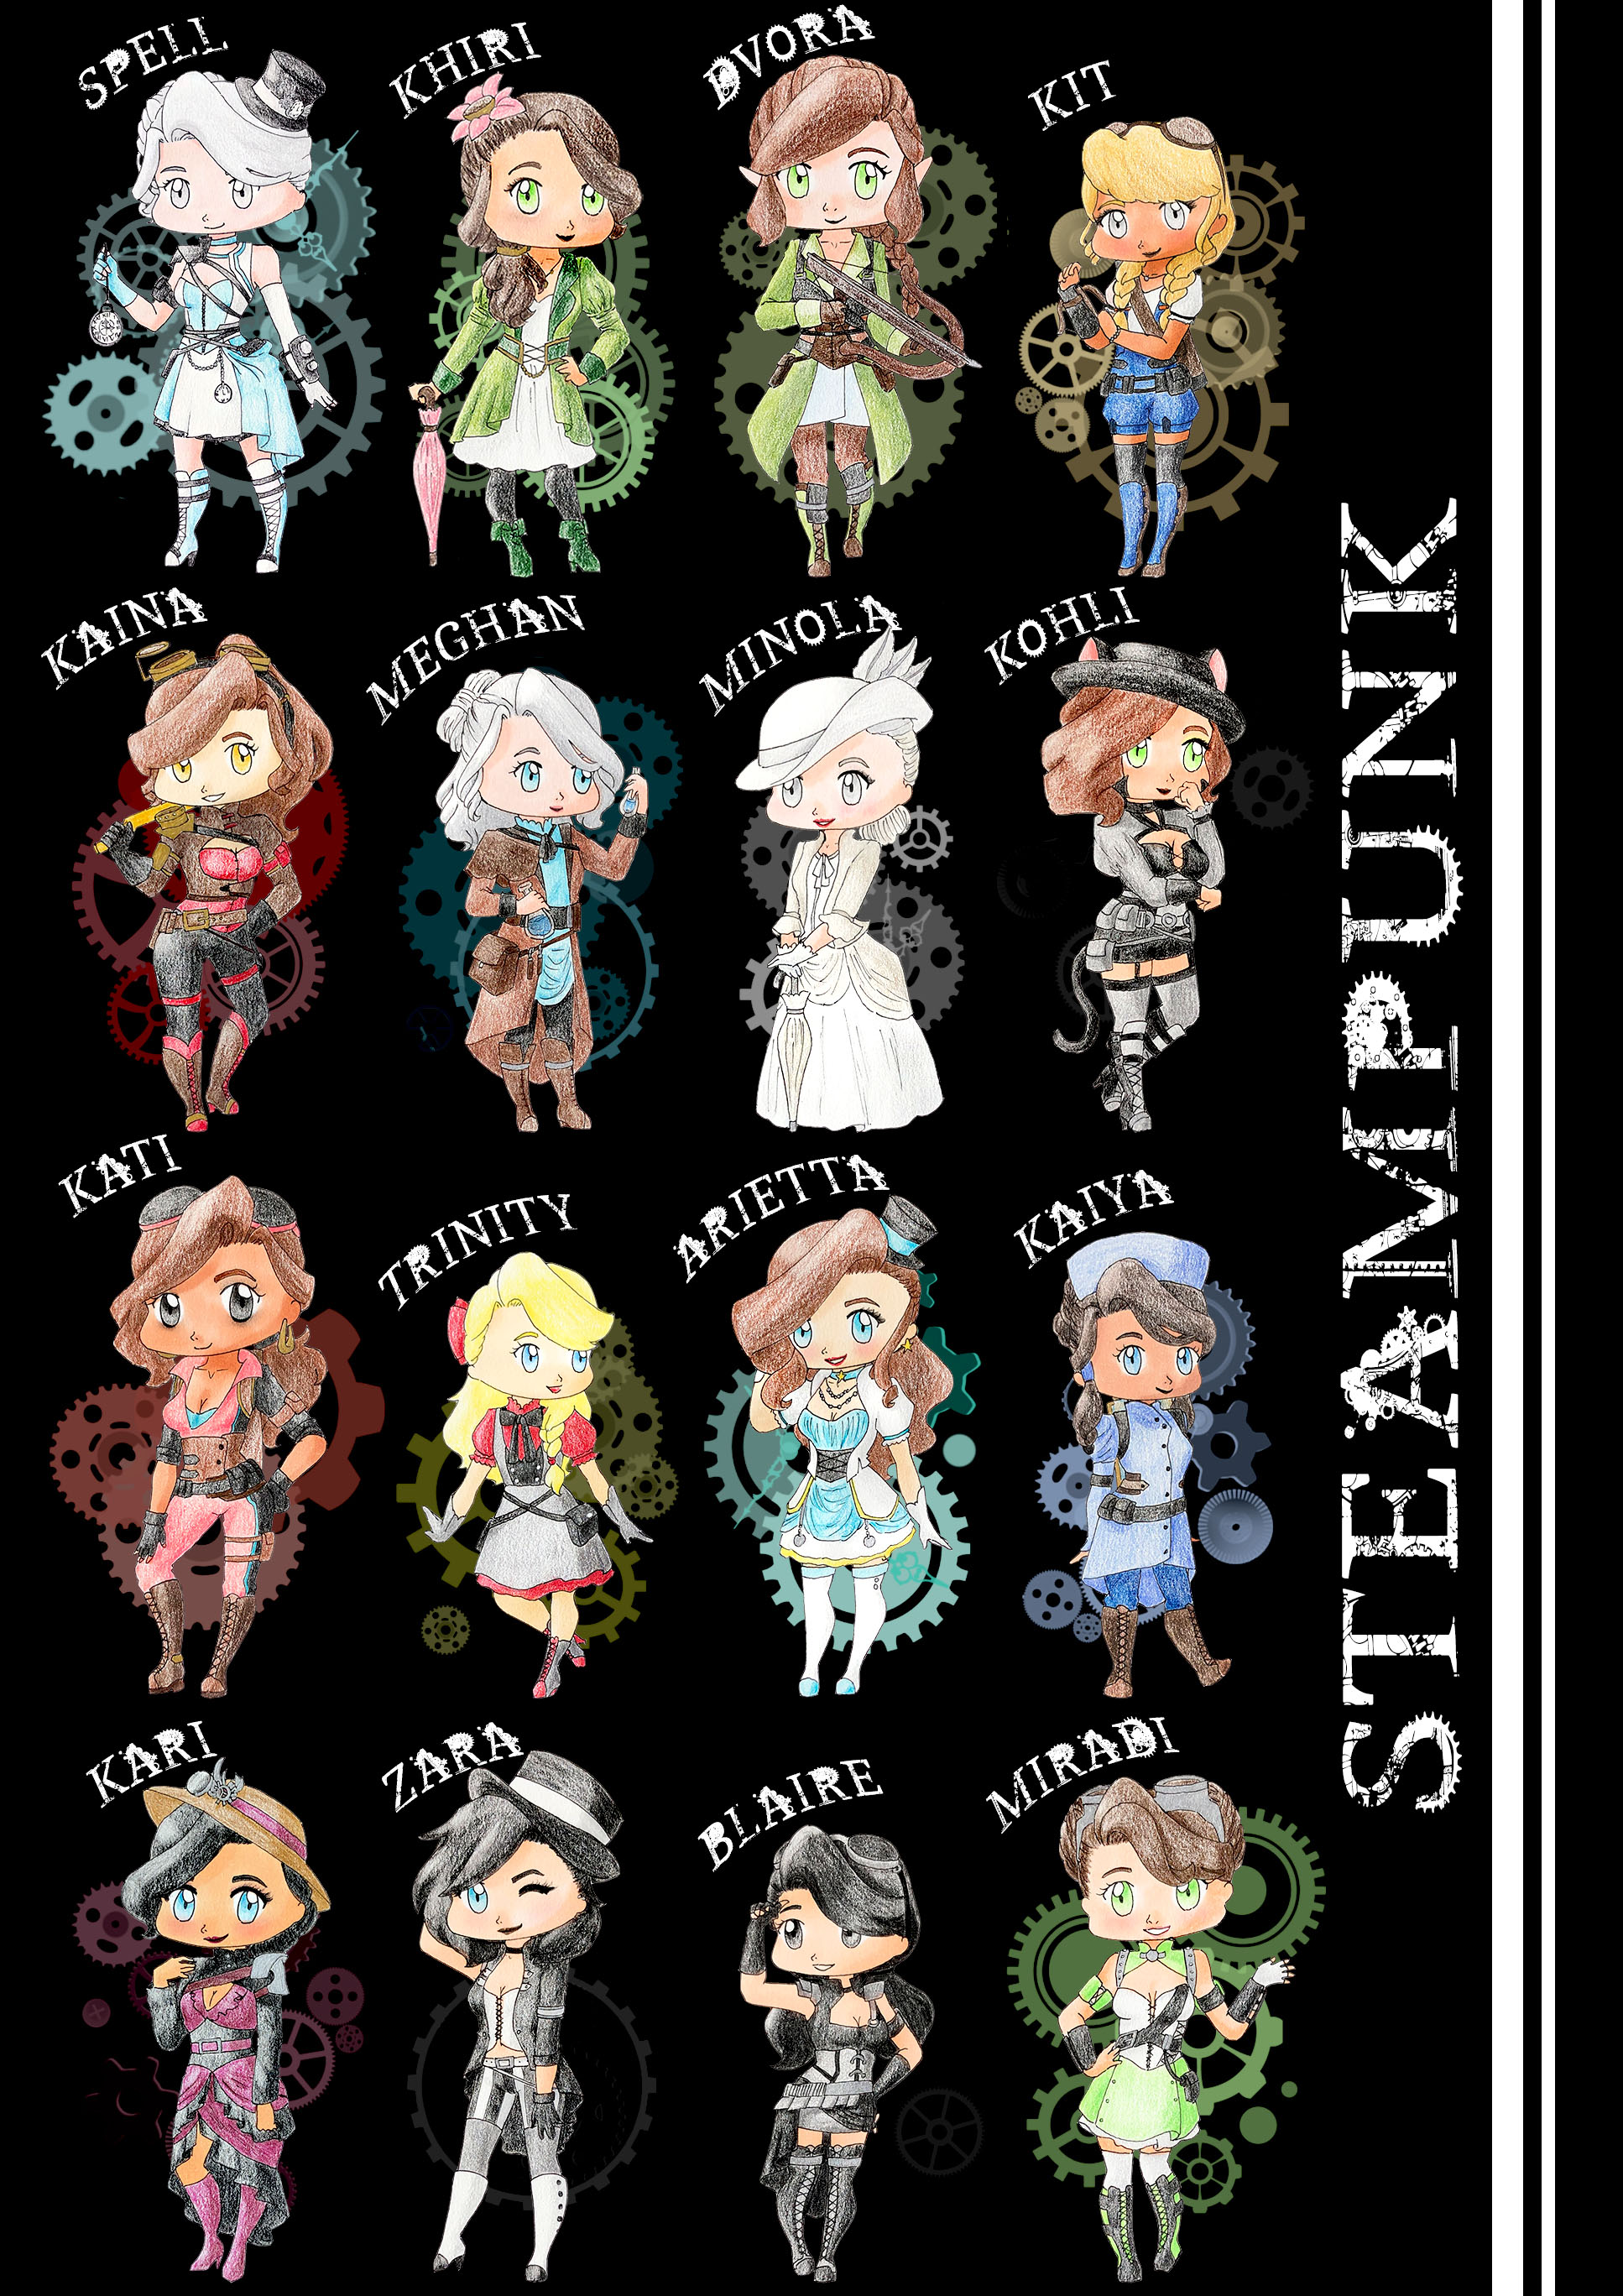 SPELL
KHIRI
DVORA
KIT
KAINA
MEGHAN
MINOLA
KOHLI
KATI
TRINITY
ARIETTA
KAIYA
KARI
ZARA
BLAIRE
MIRADI
STEAMPUNK